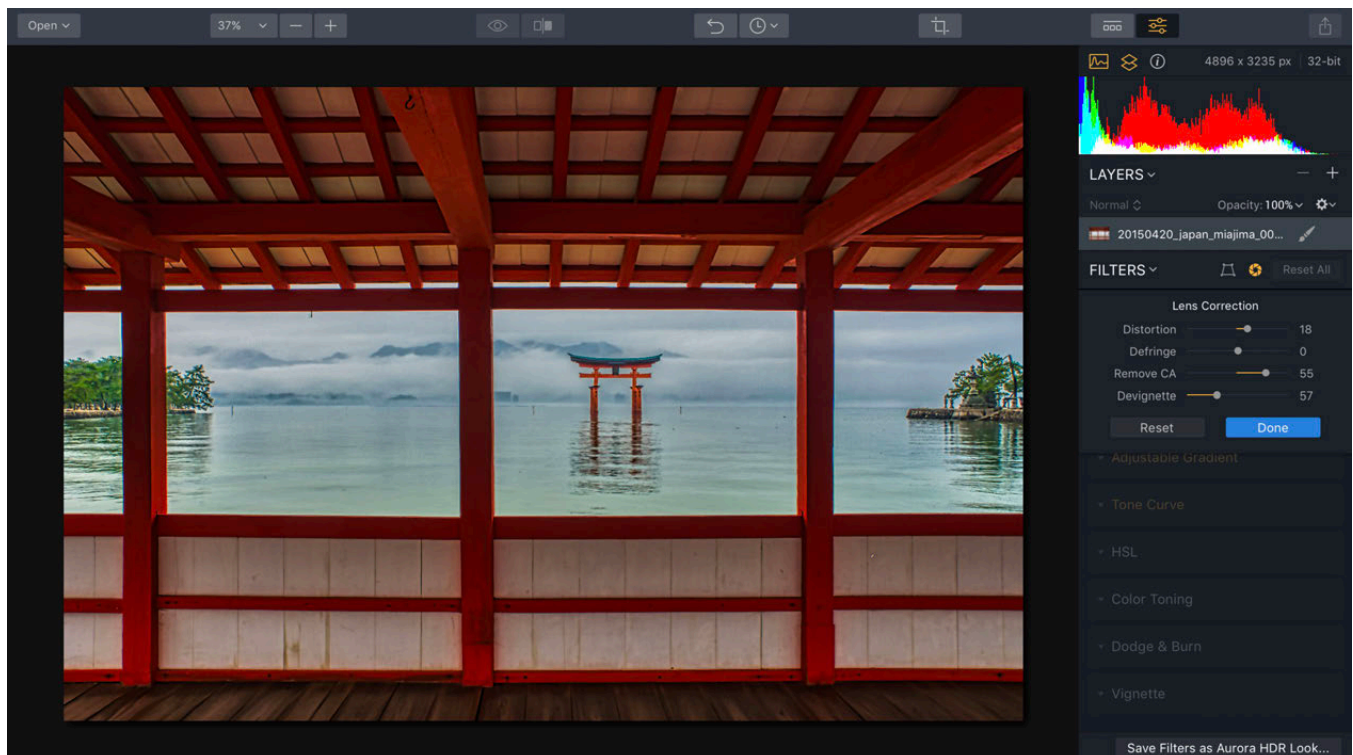 Open
37%
4896 x 3235 px 32-bit
LAYERS
Normal Opacity: 100%
20150420_japan_miajima_00...
FILTERS Reset All
Lens Correction
Distortion 18
Defringe 0
Remove CA 55
Devignette 57
Reset Done
Adjustable Gradient
Tone Curve
HSL
Color Toning
Dodge & Burn
Vignette
Save Filters as Aurora HDR Look...